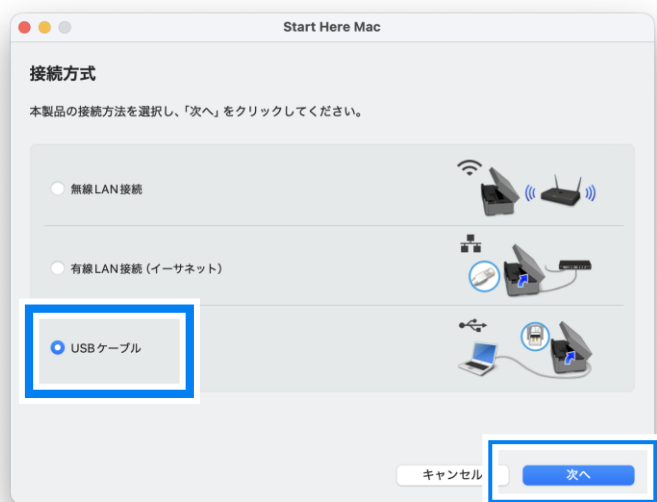 Start Here Mac
接続方式
本製品の接続方法を選択し、「次へ」をクリックしてください。
無線LAN接続
有線LAN接続（イーサネット）
USBケーブル
キャンセル
次へ